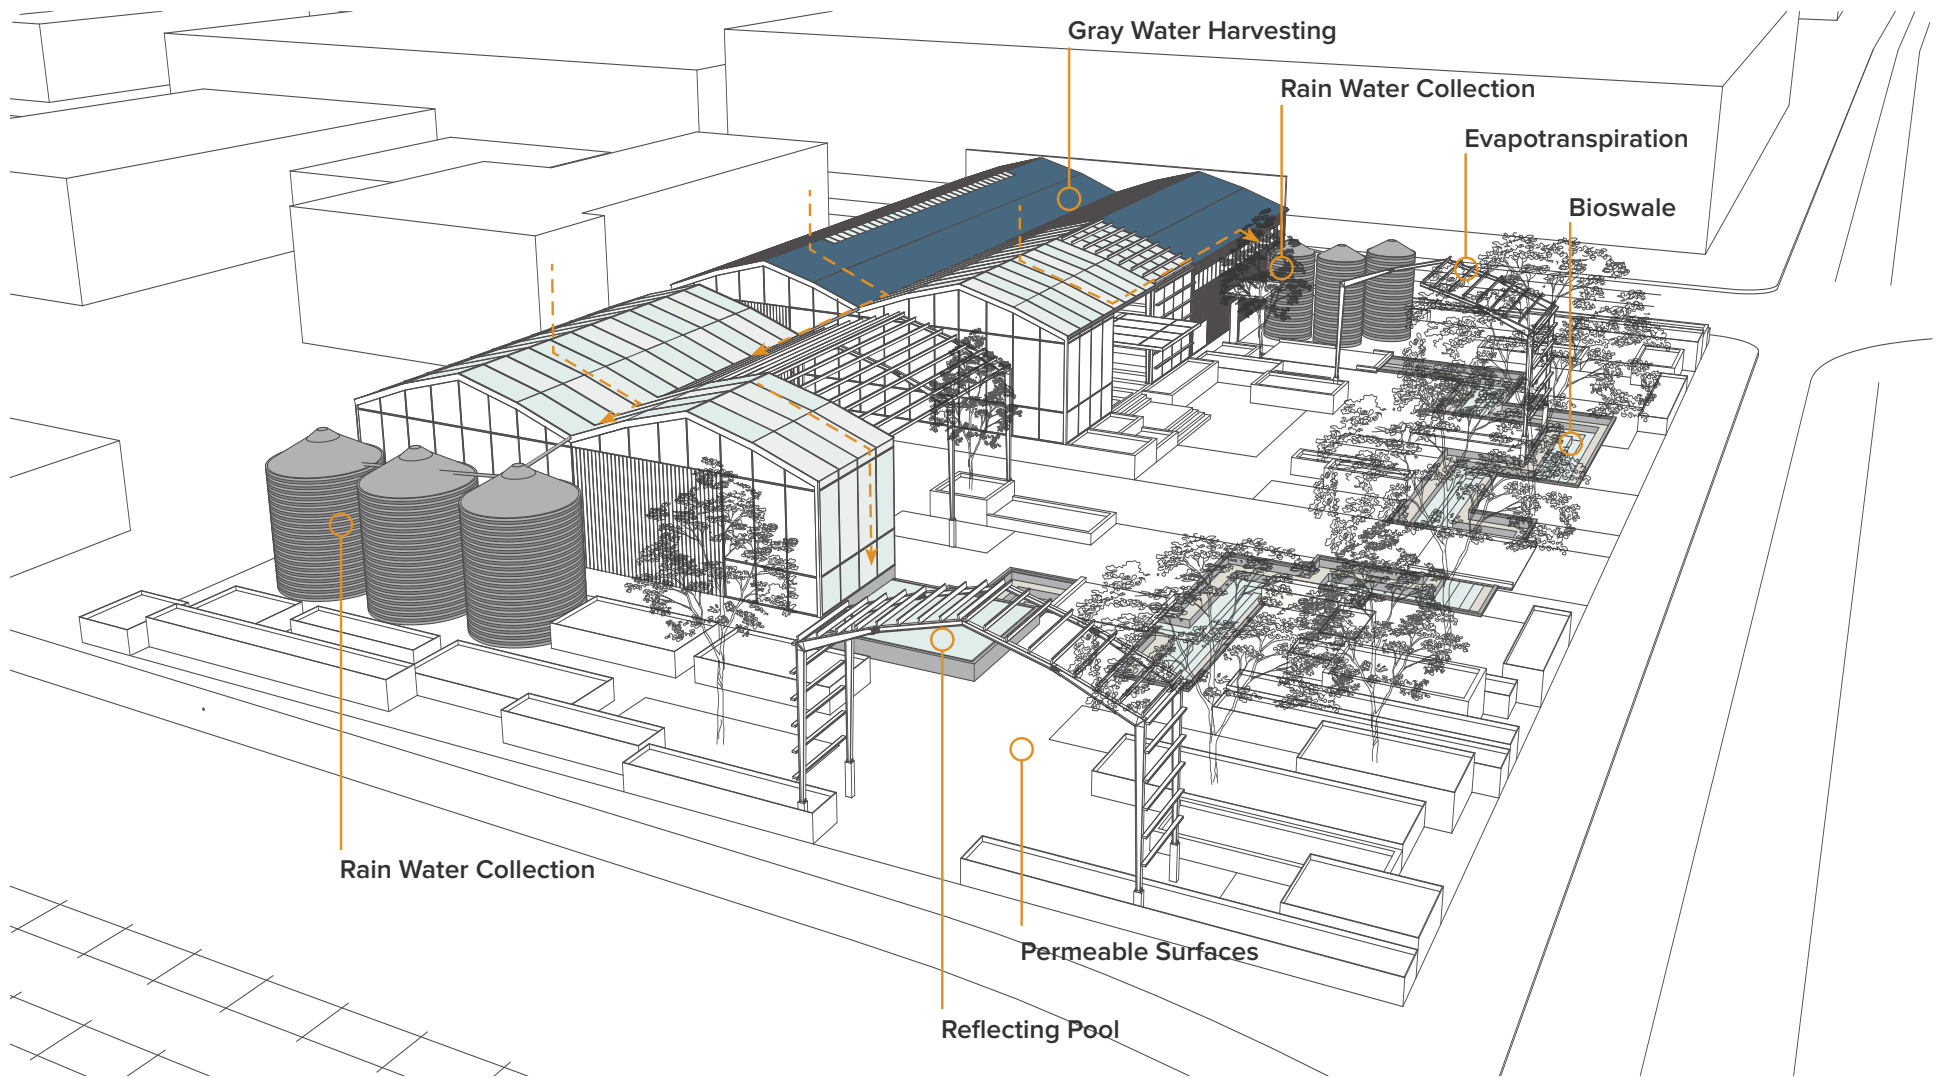 Gray Water Harvesting
Rain Water Collection
Evapotranspiration
Bioswale
Rain Water Collection
Permeable Surfaces
Reflecting Pool